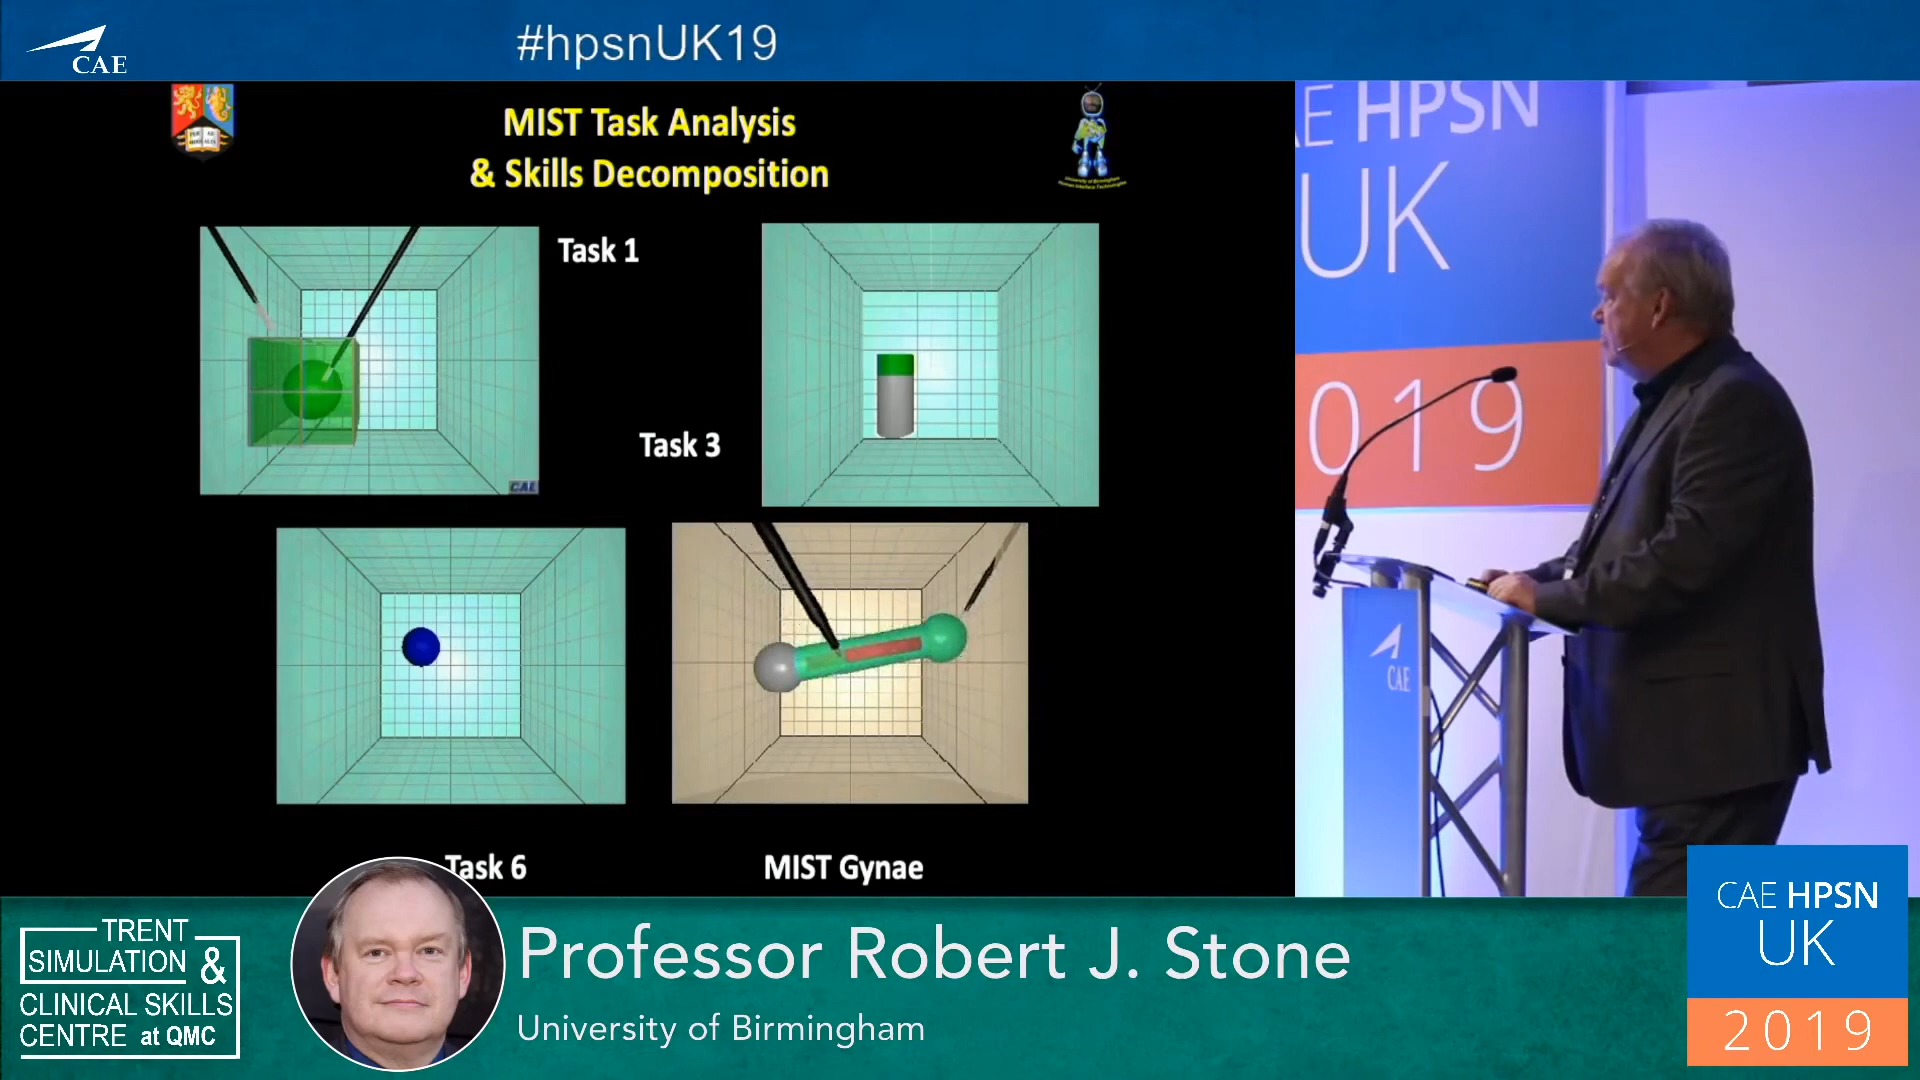 CAE
#hpsnUK19
MIST Task Analysis
& Skills Decomposition
Task 1
CAE
Task 3
Task 6
MIST Gynae
AE HPSN
UK
019
CAE
TRENT
SIMULATION &
CLINICAL SKILLS
CENTRE at QMC
Professor Robert J. Stone
University of Birmingham
CAE HPSN
UK
2019